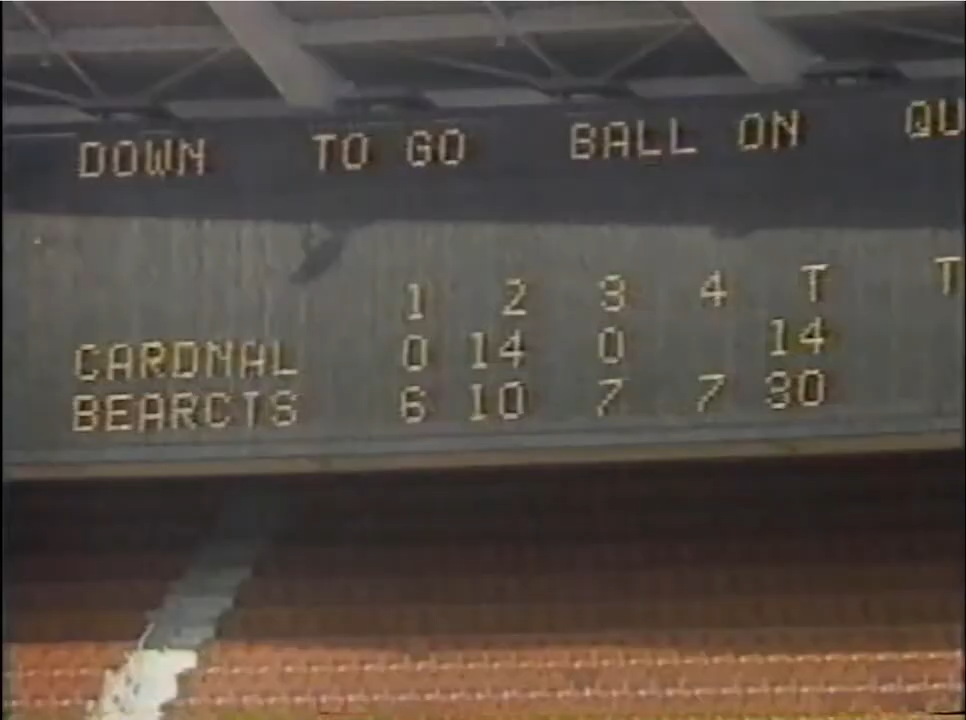 DOWN TO GO BALL ON QU
1 2 3 4 T T
CARDNAL 0 14 0 14
BEARCTS 6 10 7 7 30